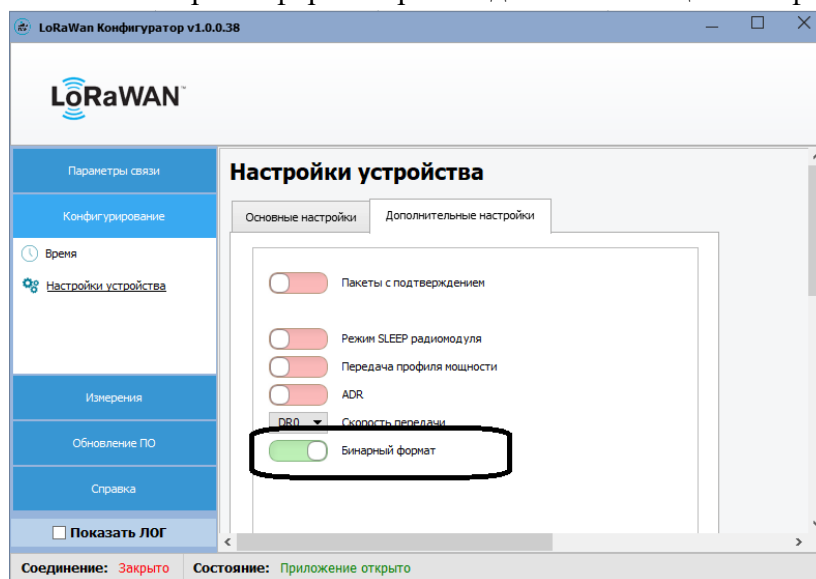 LoRaWan Конфигуратор v1.0.0.38
LoRaWAN™
Параметры связи
Конфигурирование
Время
Настройки устройства
Измерения
Обновление ПО
Справка
Показать ЛОГ
Настройки устройства
Основные настройки
Дополнительные настройки
Пакеты с подтверждением
Режим SLEEP радиомодуля
Передача профиля мощности
ADR
DR0 Скорость передачи
Бинарный формат
Соединение: Закрыто Состояние: Приложение открыто